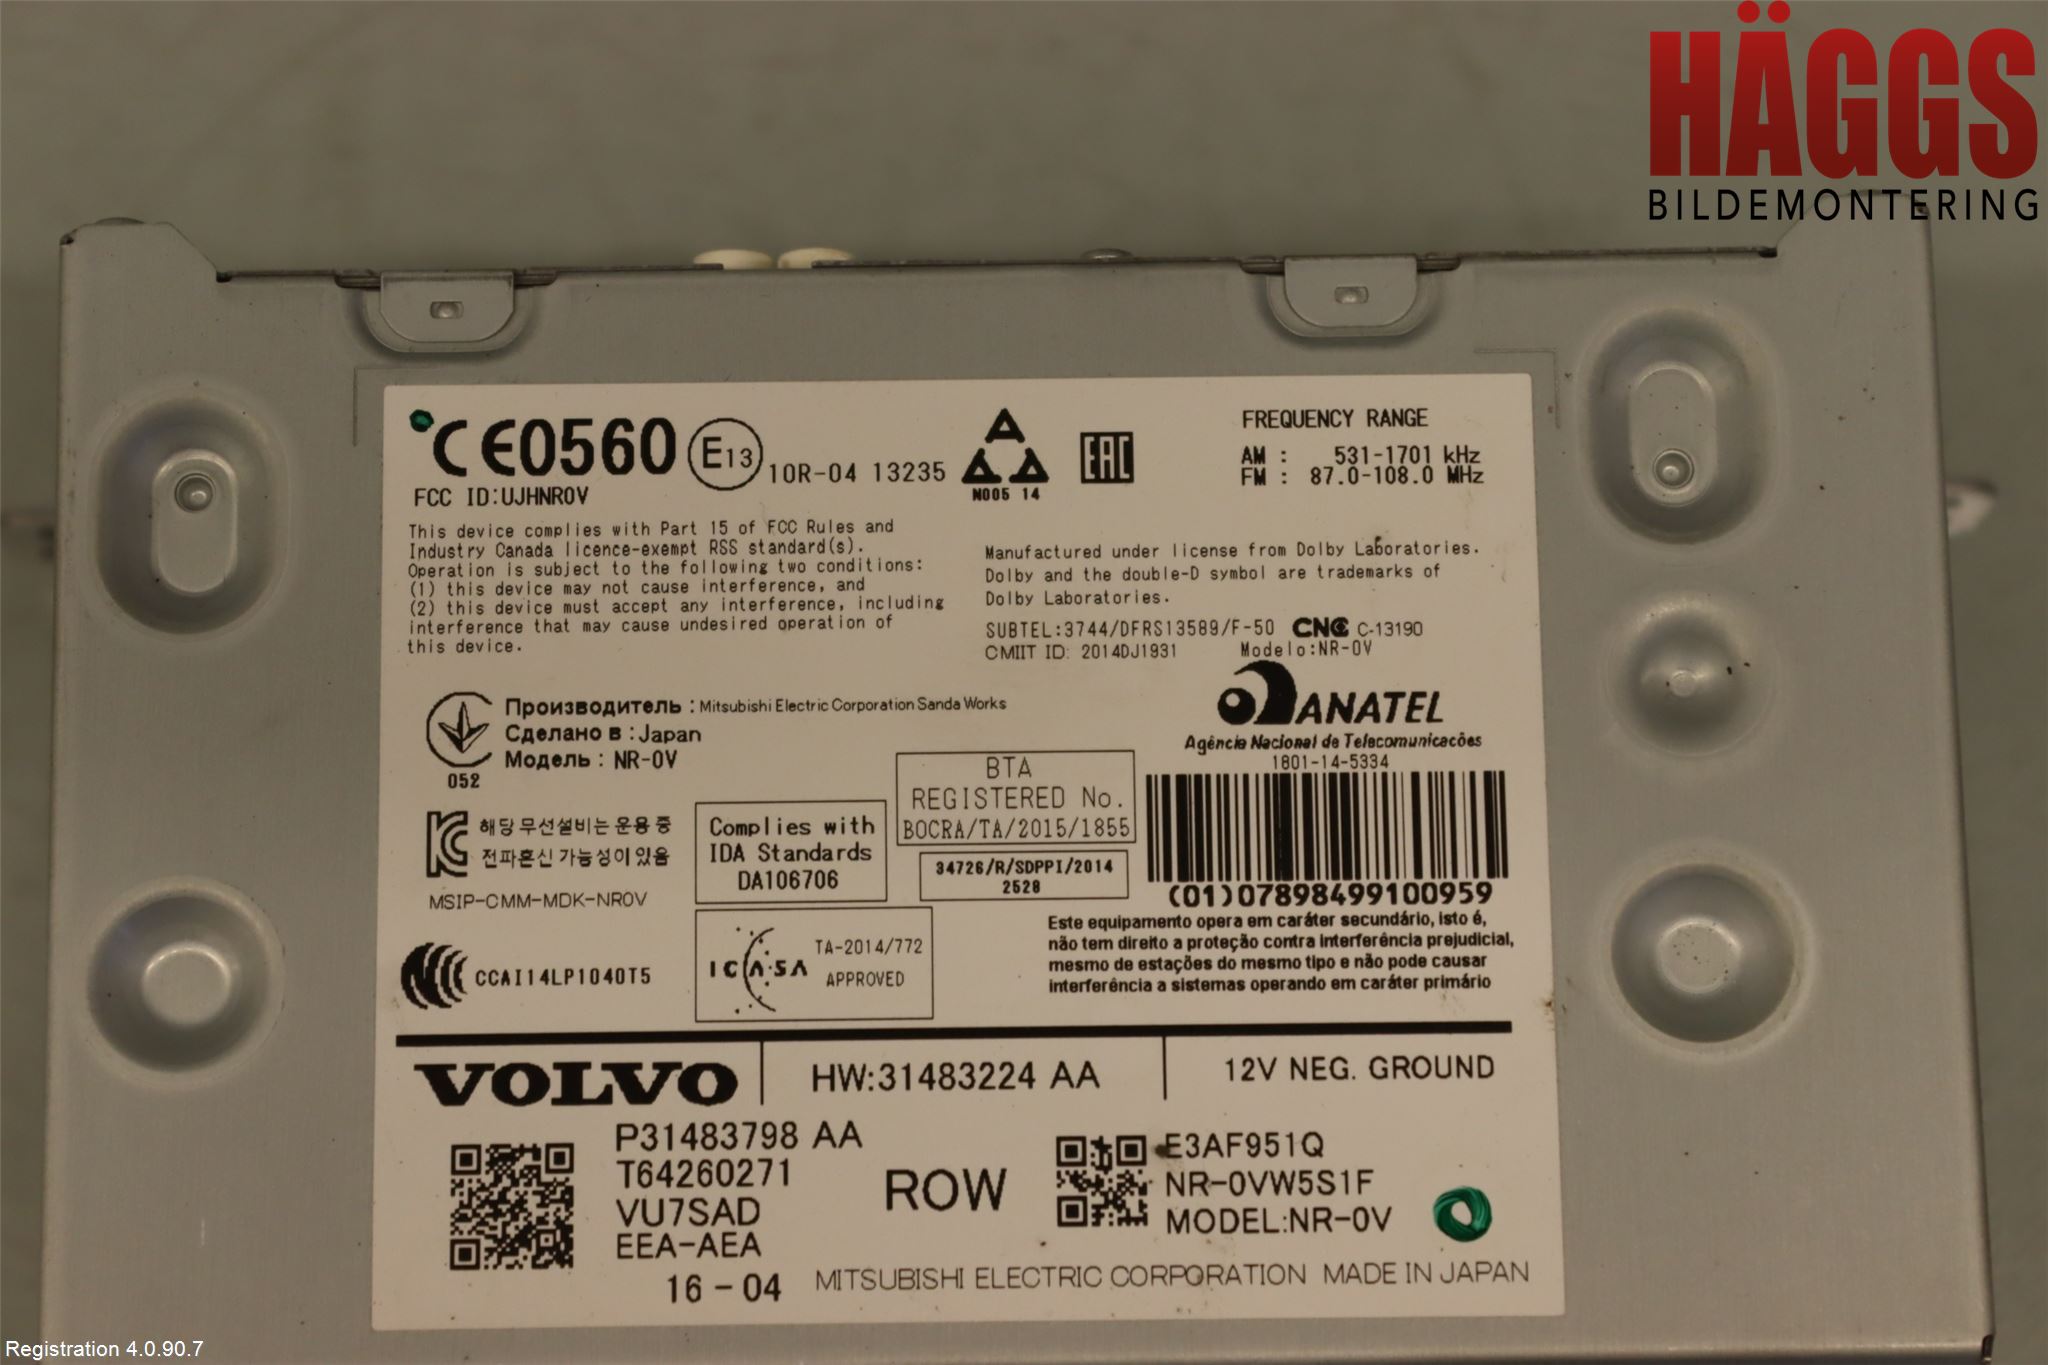 HÄGGS
BILDEMONTERING
CE0560 E13 10R-04 13235
N005 14
EAC
FCC ID:UJHNR0V
FREQUENCY RANGE
AM : 531-1701 kHz
FM : 87.0-108.0 MHz
This device complies with Part 15 of FCC Rules and
Industry Canada licence-exempt RSS standard(s).
Operation is subject to the following two conditions:
(1) this device may not cause interference, and
(2) this device must accept any interference, including
interference that may cause undesired operation of
this device.
Manufactured under license from Dolby Laboratories.
Dolby and the double-D symbol are trademarks of
Dolby Laboratories.
SUBTEL:3744/DFRS13589/F-50 CNC C-13190
CMIIT ID: 2014DJ1931 Modelo:NR-0V
Производитель : Mitsubishi Electric Corporation Sanda Works
Сделано в : Japan
Модель : NR-0V
052
ANATEL
Agência Nacional de Telecomunicacões
1801-14-5334
(01)07898499100959
Este equipamento opera em caráter secundário, isto é,
não tem direito a proteção contra interferência prejudicial,
mesmo de estações do mesmo tipo e não pode causar
interferência a sistemas operando em caráter primário
해당 무선설비는 운용 중
전파혼신 가능성이 있음
MSIP-CMM-MDK-NR0V
Complies with
IDA Standards
DA106706
BTA
REGISTERED No.
BOCRA/TA/2015/1855
34726/R/SDPPI/2014
2528
CCAI14LP1040T5
ICASA TA-2014/772
APPROVED
VOLVO
HW:31483224 AA
12V NEG. GROUND
P31483798 AA
T64260271
VU7SAD
EEA-AEA
16-04
ROW
E3AF951Q
NR-0VW5S1F
MODEL:NR-0V
MITSUBISHI ELECTRIC CORPORATION MADE IN JAPAN
Registration 4.0.90.7